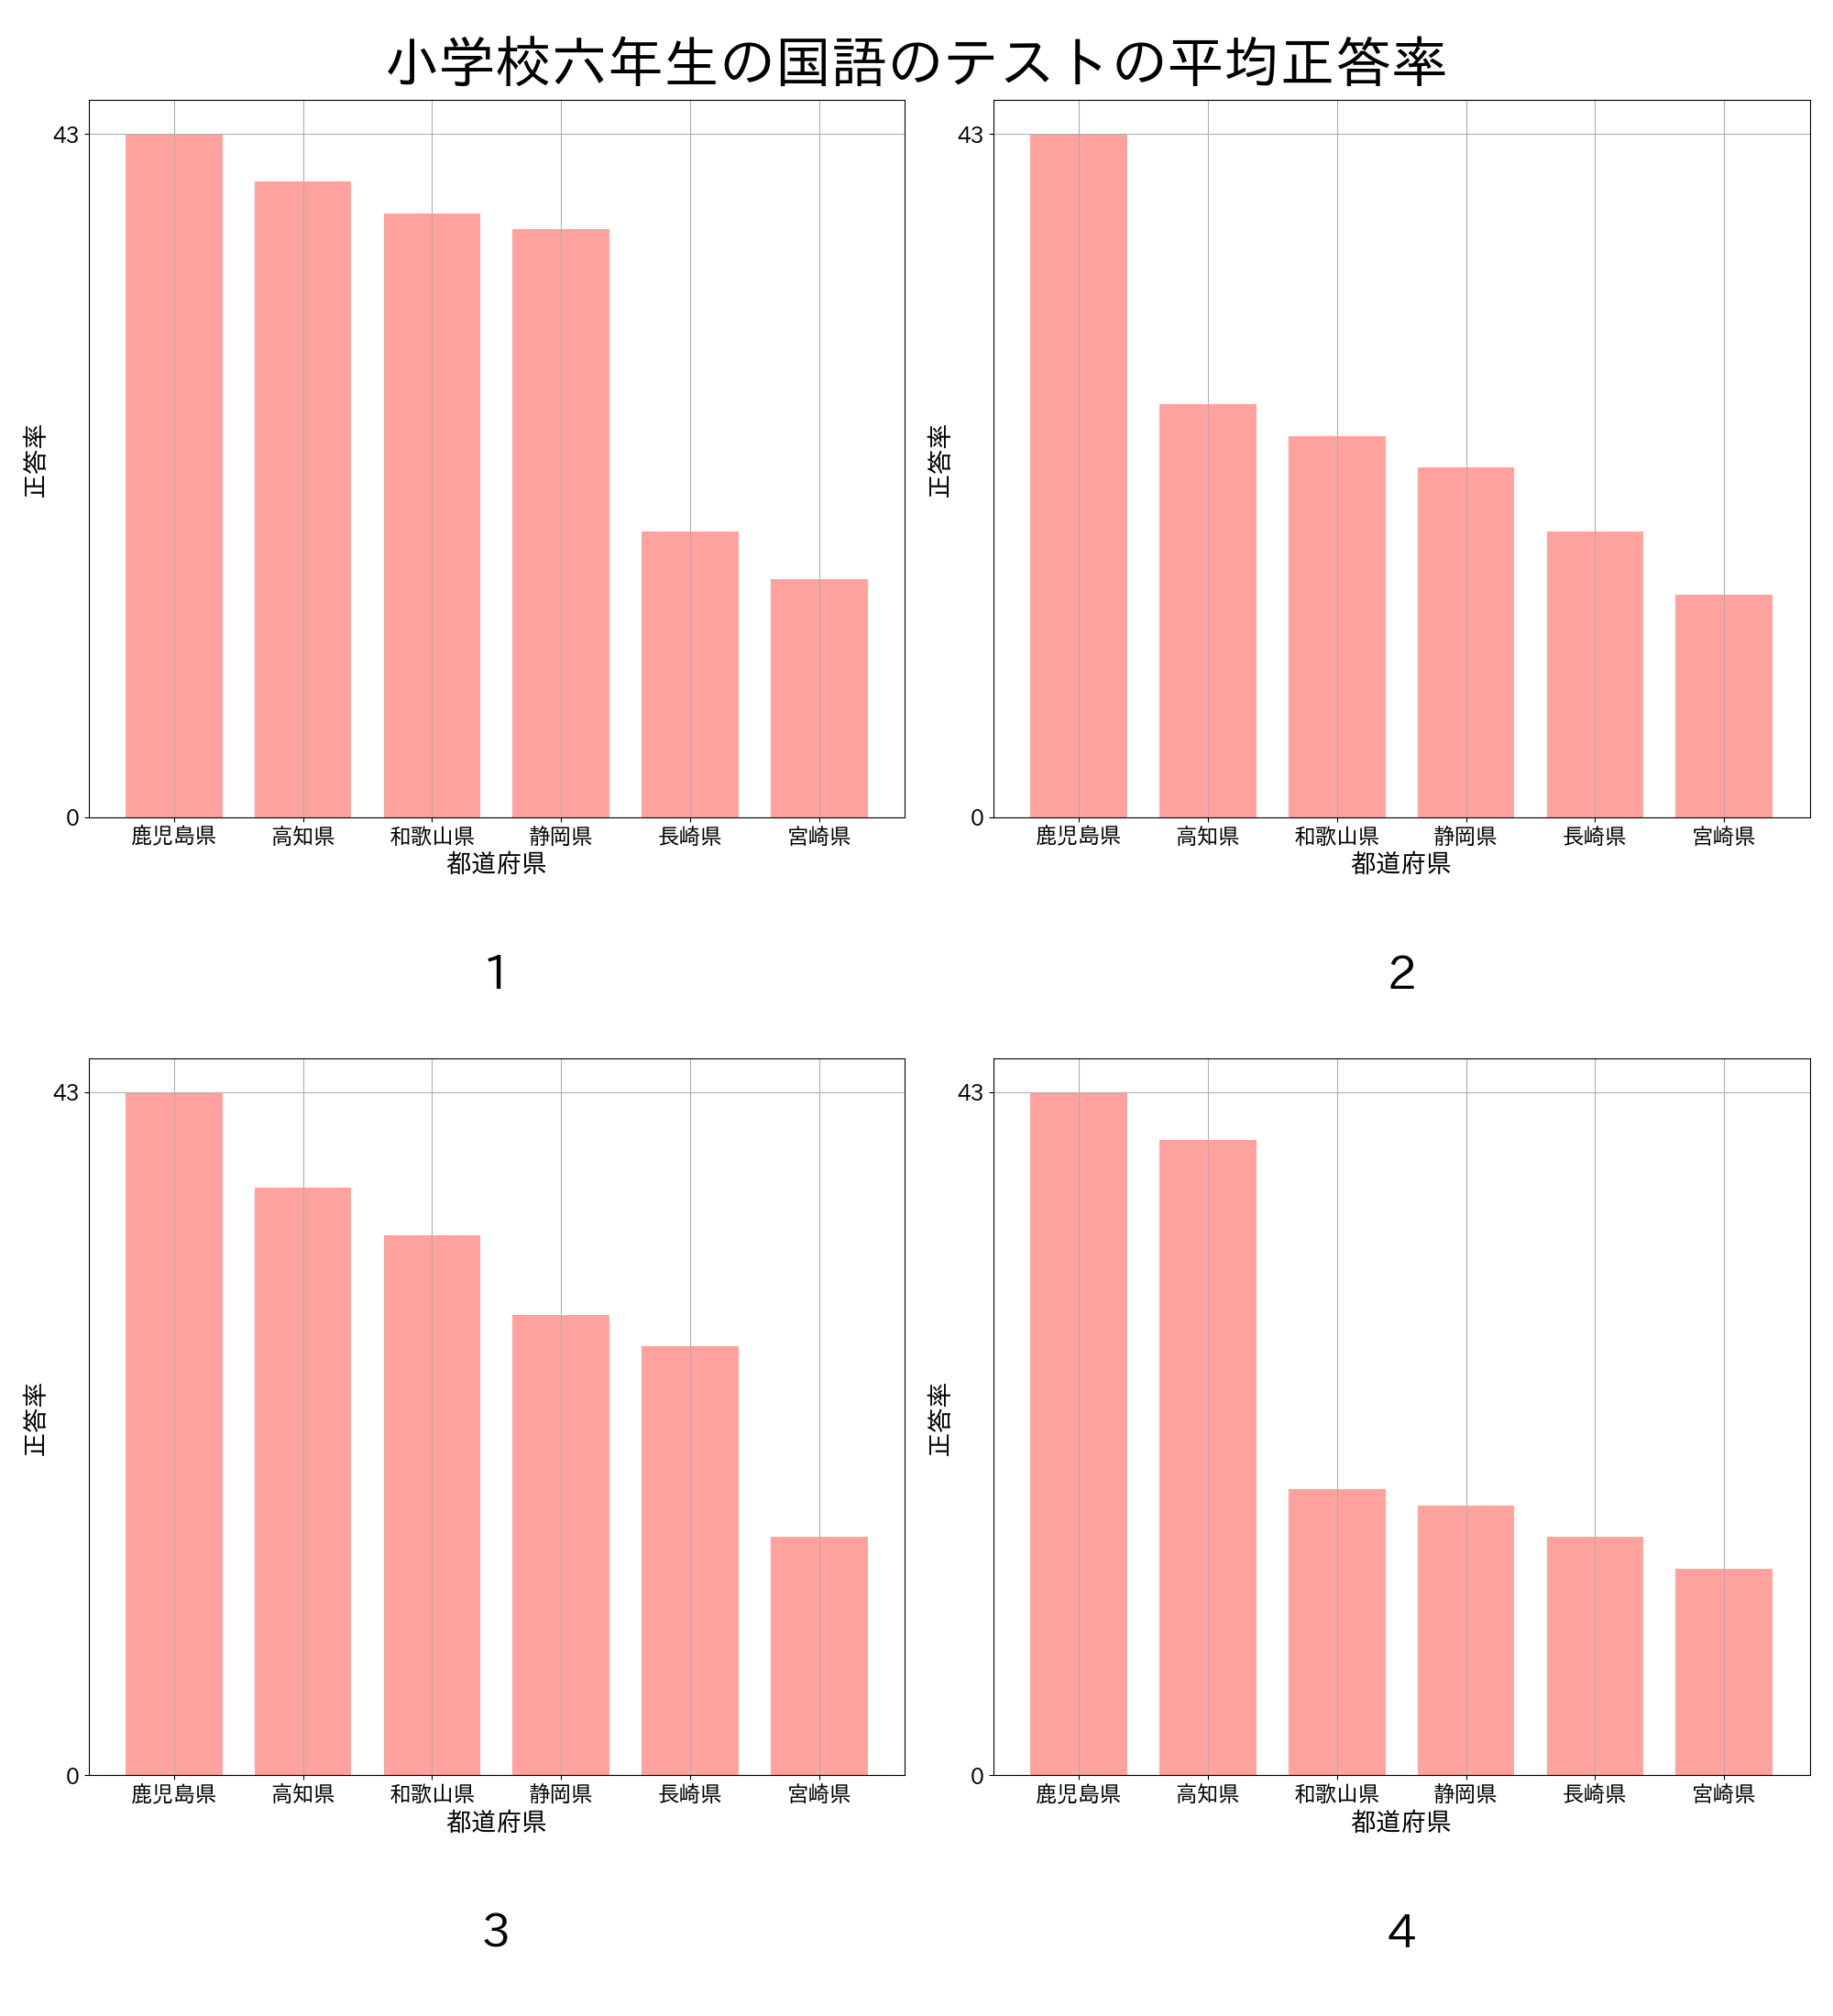 小学校六年生の国語のテストの平均正答率
43
0
正答率
鹿児島県 高知県 和歌山県 静岡県 長崎県 宮崎県
都道府県
1
43
0
正答率
鹿児島県 高知県 和歌山県 静岡県 長崎県 宮崎県
都道府県
2
43
0
正答率
鹿児島県 高知県 和歌山県 静岡県 長崎県 宮崎県
都道府県
3
43
0
正答率
鹿児島県 高知県 和歌山県 静岡県 長崎県 宮崎県
都道府県
4